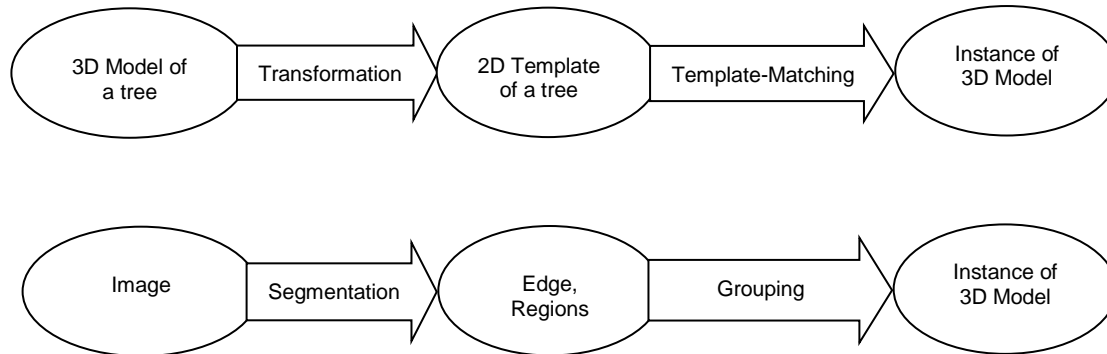 3D Model of
a tree
Transformation
2D Template
of a tree
Template-Matching
Instance of
3D Model
Image
Segmentation
Edge,
Regions
Grouping
Instance of
3D Model